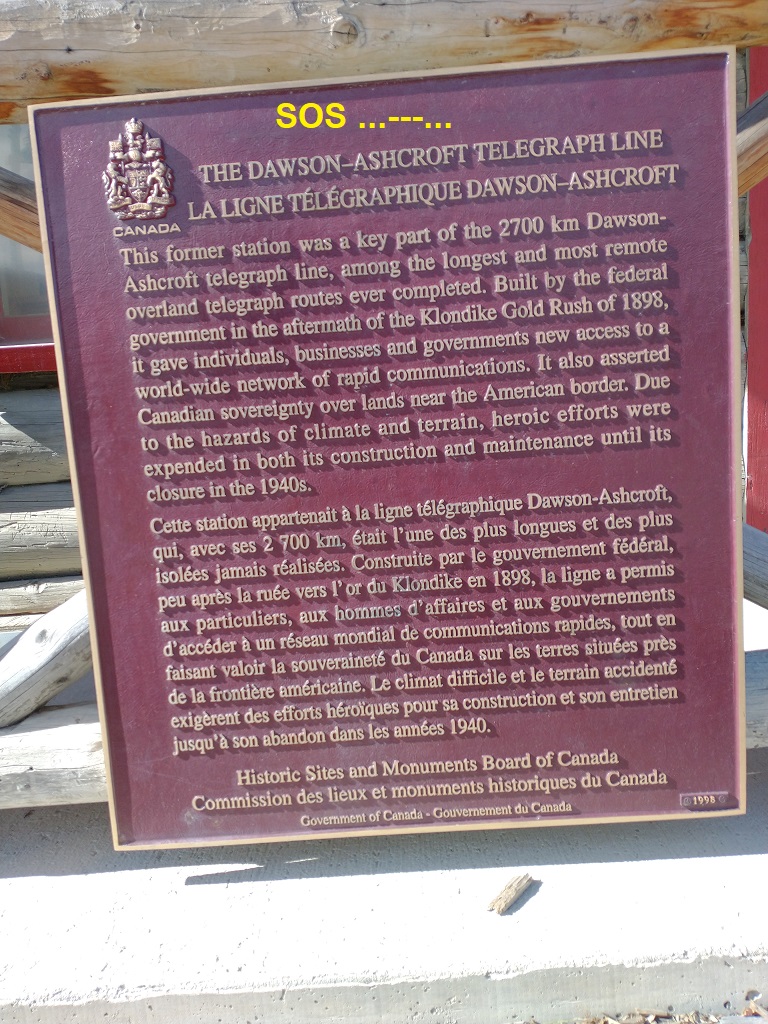 SOS ...---...
THE DAWSON–ASHCROFT TELEGRAPH LINE
LA LIGNE TÉLÉGRAPHIQUE DAWSON–ASHCROFT
CANADA
This former station was a key part of the 2700 km Dawson-
Ashcroft telegraph line, among the longest and most remote
overland telegraph routes ever completed. Built by the federal
government in the aftermath of the Klondike Gold Rush of 1898,
it gave individuals, businesses and governments new access to a
world-wide network of rapid communications. It also asserted
Canadian sovereignty over lands near the American border. Due
to the hazards of climate and terrain, heroic efforts were
expended in both its construction and maintenance until its
closure in the 1940s.
Cette station appartenait à la ligne télégraphique Dawson-Ashcroft,
qui, avec ses 2 700 km, était l'une des plus longues et des plus
isolées jamais réalisées. Construite par le gouvernement fédéral,
peu après la ruée vers l'or du Klondike en 1898, la ligne a permis
aux particuliers, aux hommes d'affaires et aux gouvernements
d'accéder à un réseau mondial de communications rapides, tout en
faisant valoir la souveraineté du Canada sur les terres situées près
de la frontière américaine. Le climat difficile et le terrain accidenté
exigèrent des efforts héroïques pour sa construction et son entretien
jusqu'à son abandon dans les années 1940.
Historic Sites and Monuments Board of Canada
Commission des lieux et monuments historiques du Canada
Government of Canada - Gouvernement du Canada
1998